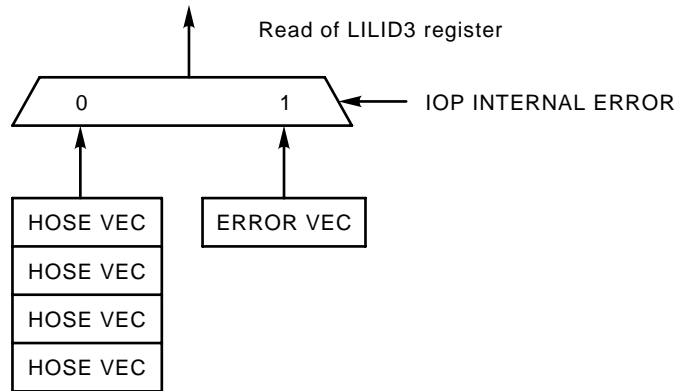 Read of LILID3 register
0 1 IOP INTERNAL ERROR
HOSE VEC ERROR VEC
HOSE VEC
HOSE VEC
HOSE VEC